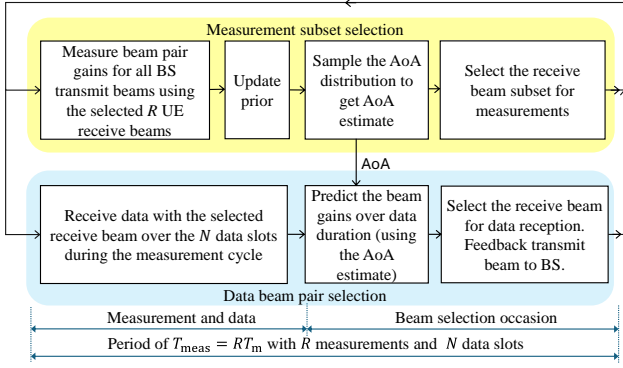 Measurement subset selection
Measure beam pair
gains for all BS
transmit beams using
the selected R UE
receive beams
Update
prior
Sample the AoA
distribution to
get AoA
estimate
Select the receive
beam subset for
measurements
AoA
Receive data with the selected
receive beam over the N data slots
during the measurement cycle
Predict the beam
gains over data
duration (using
the AoA
estimate)
Select the receive beam
for data reception.
Feedback transmit
beam to BS.
Data beam pair selection
Measurement and data
Beam selection occasion
Period of T_meas = RT_m with R measurements and N data slots